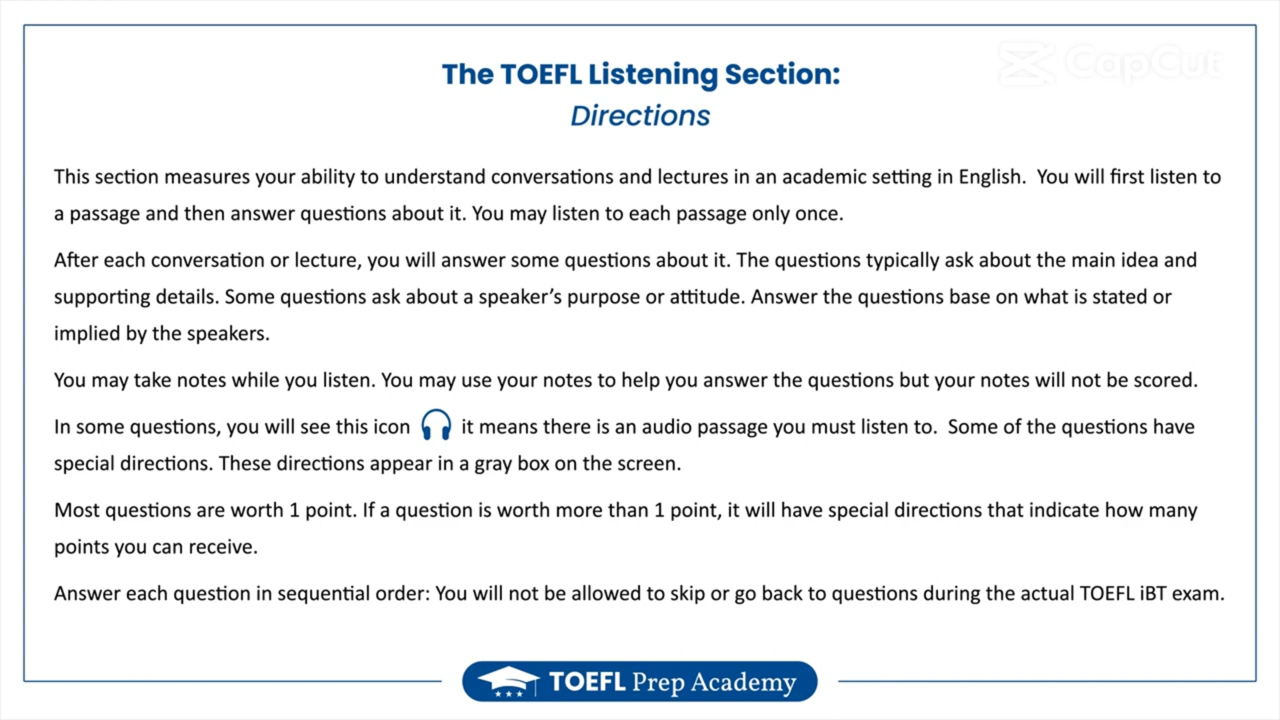 CapCut
The TOEFL Listening Section:
Directions
This section measures your ability to understand conversations and lectures in an academic setting in English.  You will first listen to
a passage and then answer questions about it. You may listen to each passage only once.
After each conversation or lecture, you will answer some questions about it. The questions typically ask about the main idea and
supporting details. Some questions ask about a speaker’s purpose or attitude. Answer the questions base on what is stated or
implied by the speakers.
You may take notes while you listen. You may use your notes to help you answer the questions but your notes will not be scored.
In some questions, you will see this icon it means there is an audio passage you must listen to.  Some of the questions have
special directions. These directions appear in a gray box on the screen.
Most questions are worth 1 point. If a question is worth more than 1 point, it will have special directions that indicate how many
points you can receive.
Answer each question in sequential order: You will not be allowed to skip or go back to questions during the actual TOEFL iBT exam.
TOEFL Prep Academy